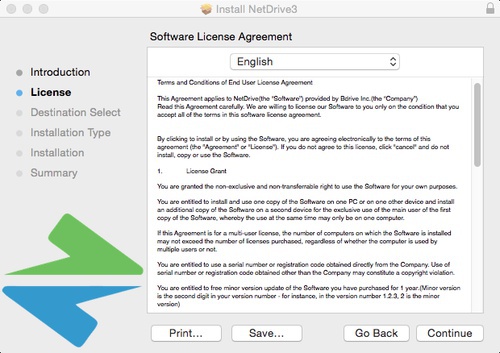 Install NetDrive3
Software License Agreement
English
Introduction
License
Destination Select
Installation Type
Installation
Summary
Terms and Conditions of End User License Agreement
This Agreement applies to NetDrive(the "Software") provided by Bdrive Inc.(the "Company")
Read this Agreement carefully. We are willing to license our Software to you only on the condition that you
accept all of the terms in this software license agreement.
By clicking to install or by using the Software, you are agreeing electronically to the terms of this
agreement (the "Agreement" or "License"). If you do not agree to this license, click "cancel" and do not
install, copy or use the Software.
1. License Grant
You are granted the non-exclusive and non-transferrable right to use the Software for your own purposes.
You are entitled to install and use one copy of the Software on one PC or on one other device and install
an additional copy of the Software on a second device for the exclusive use of the main user of the first
copy of the Software, whereby the use at the same time may only be on one computer.
If this Agreement is for a multi-user license, the number of computers on which the Software is installed
may not exceed the number of licenses purchased, regardless of whether the computer is used by
multiple users or not.
You are entitled to use a serial number or registration code obtained directly from the Company. Use of
serial number or registration code obtained other than the Company may constitute a copyright violation.
You are entitled to free minor version update of the Software you have purchased for 1 year.(Minor version
is the second digit in your version number - for instance, in the version number 1.2.3, 2 is the minor
version)
Print...
Save...
Go Back
Continue